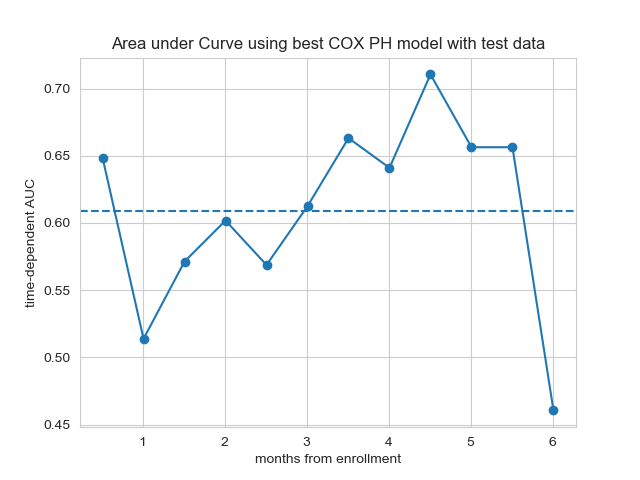 Area under Curve using best COX PH model with test data
time-dependent AUC
0.70
0.65
0.60
0.55
0.50
0.45
1 2 3 4 5 6
months from enrollment